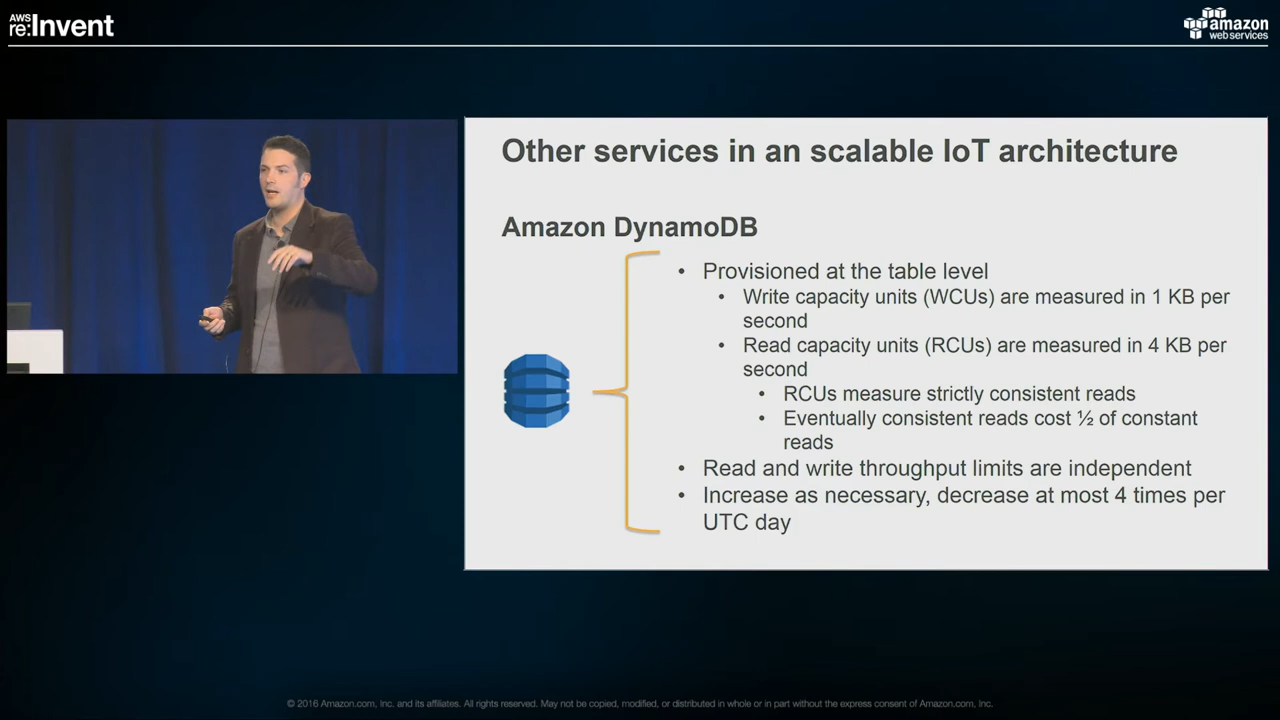 AWS
re:Invent
amazon
web services
Other services in an scalable IoT architecture
Amazon DynamoDB
• Provisioned at the table level
• Write capacity units (WCUs) are measured in 1 KB per
second
• Read capacity units (RCUs) are measured in 4 KB per
second
• RCUs measure strictly consistent reads
• Eventually consistent reads cost ½ of constant
reads
• Read and write throughput limits are independent
• Increase as necessary, decrease at most 4 times per
UTC day
© 2016 Amazon.com, Inc. and its affiliates. All rights reserved. May not be copied, modified, or distributed in whole or in part without the express consent of Amazon.com, Inc.